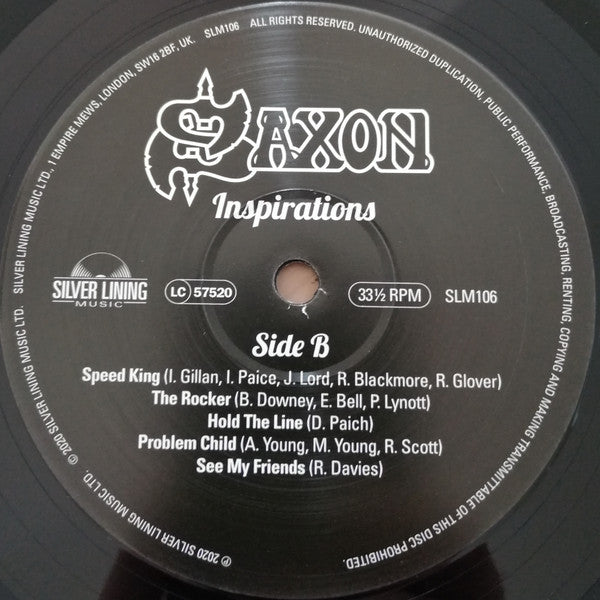 SAXON
Inspirations
SILVER LINING
MUSIC
LC 57520
33½ RPM
SLM106
Side B
Speed King (I. Gillan, I. Paice, J. Lord, R. Blackmore, R. Glover)
The Rocker (B. Downey, E. Bell, P. Lynott)
Hold The Line (D. Paich)
Problem Child (A. Young, M. Young, R. Scott)
See My Friends (R. Davies)
℗ 2020 SILVER LINING MUSIC LTD. © 2020 SILVER LINING MUSIC LTD. SILVER LINING MUSIC LTD., 1 EMPIRE MEWS, LONDON, SW16 2BF, UK. SLM106 ALL RIGHTS RESERVED. UNAUTHORIZED DUPLICATION, PUBLIC PERFORMANCE, BROADCASTING, RENTING, COPYING AND MAKING TRANSMITTABLE OF THIS DISC PROHIBITED.